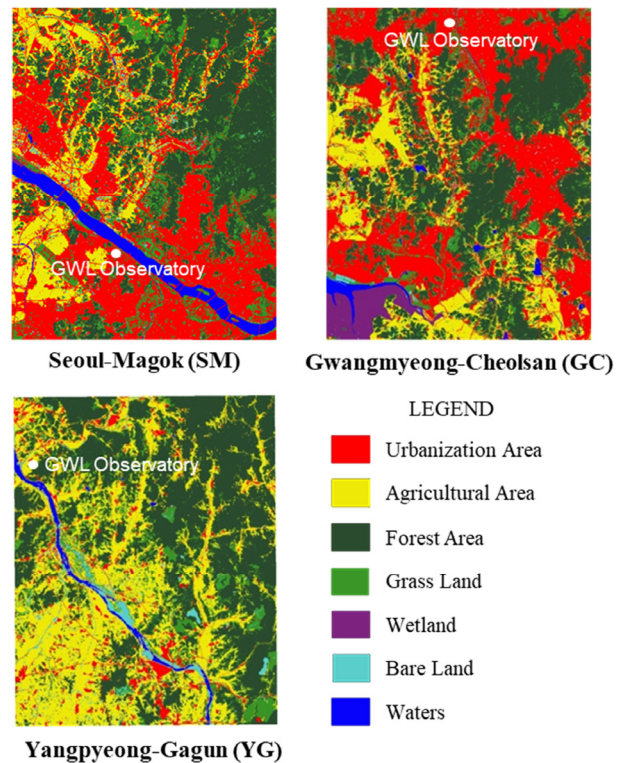 GWL Observatory
GWL Observatory
Seoul-Magok (SM)
Gwangmyeong-Cheolsan (GC)
GWL Observatory
Yangpyeong-Gagun (YG)
LEGEND
Urbanization Area
Agricultural Area
Forest Area
Grass Land
Wetland
Bare Land
Waters